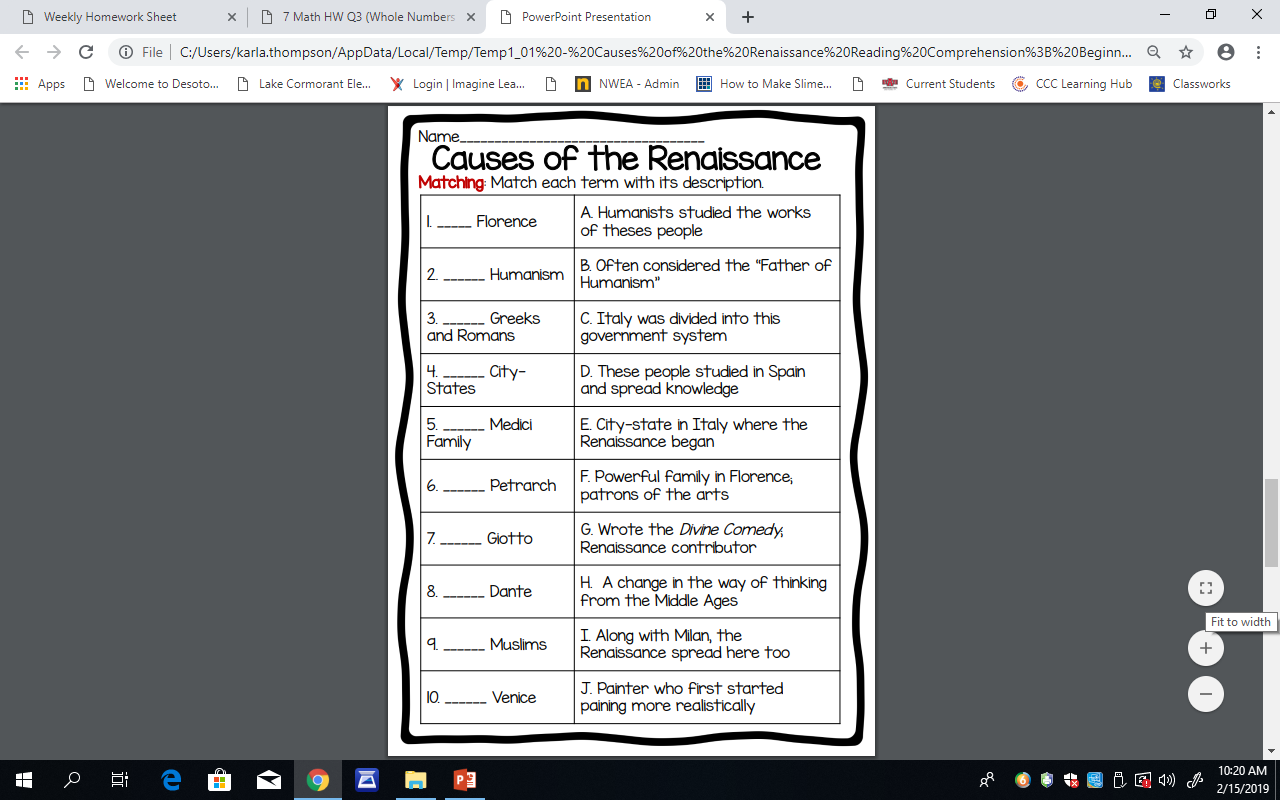 Weekly Homework Sheet
7 Math HW Q3 (Whole Numbers
PowerPoint Presentation
File
C:/Users/karla.thompson/AppData/Local/Temp/Temp1_01%20-%20Causes%20of%20the%20Renaissance%20Reading%20Comprehension%3B%20Beginn...
Apps
Welcome to Desoto...
Lake Cormorant Ele...
Login | Imagine Lea...
NWEA - Admin
How to Make Slime...
Current Students
CCC Learning Hub
Classworks
Name___________________________________
Causes of the Renaissance
Matching: Match each term with its description.
1. _____ Florence
A. Humanists studied the works
of theses people
2. ______ Humanism
B. Often considered the "Father of
Humanism"
3. ______ Greeks
and Romans
C. Italy was divided into this
government system
4. ______ City-
States
D. These people studied in Spain
and spread knowledge
5. ______ Medici
Family
E. City-state in Italy where the
Renaissance began
6. ______ Petrarch
F. Powerful family in Florence;
patrons of the arts
7. ______ Giotto
G. Wrote the Divine Comedy;
Renaissance contributor
8. ______ Dante
H. A change in the way of thinking
from the Middle Ages
9. ______ Muslims
I. Along with Milan, the
Renaissance spread here too
10. ______ Venice
J. Painter who first started
paining more realistically
Fit to width
10:20 AM
2/15/2019